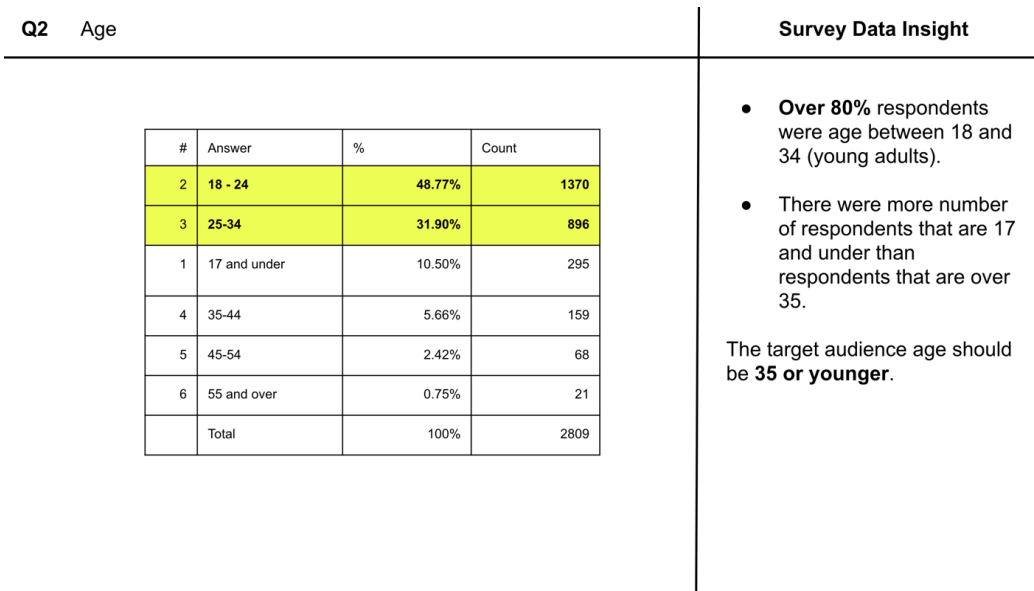 Q2 Age
Survey Data Insight
# Answer % Count
2 18 - 24 48.77% 1370
3 25-34 31.90% 896
1 17 and under 10.50% 295
4 35-44 5.66% 159
5 45-54 2.42% 68
6 55 and over 0.75% 21
Total 100% 2809
● Over 80% respondents
were age between 18 and
34 (young adults).
● There were more number
of respondents that are 17
and under than
respondents that are over
35.
The target audience age should
be 35 or younger.